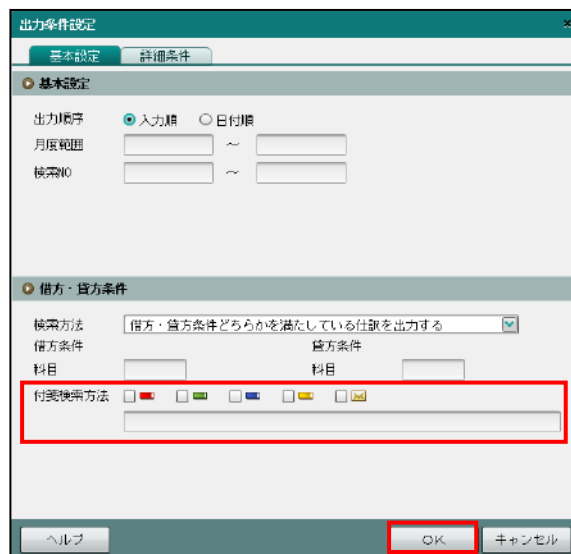 出力条件設定 ×
基本設定 詳細条件
基本設定
出力順序 入力順 日付順
月度範囲 ～
検索NO ～
借方・貸方条件
検索方法 借方・貸方条件どちらかを満たしている仕訳を出力する
借方条件 貸方条件
科目 科目
付箋検索方法
ヘルプ OK キャンセル